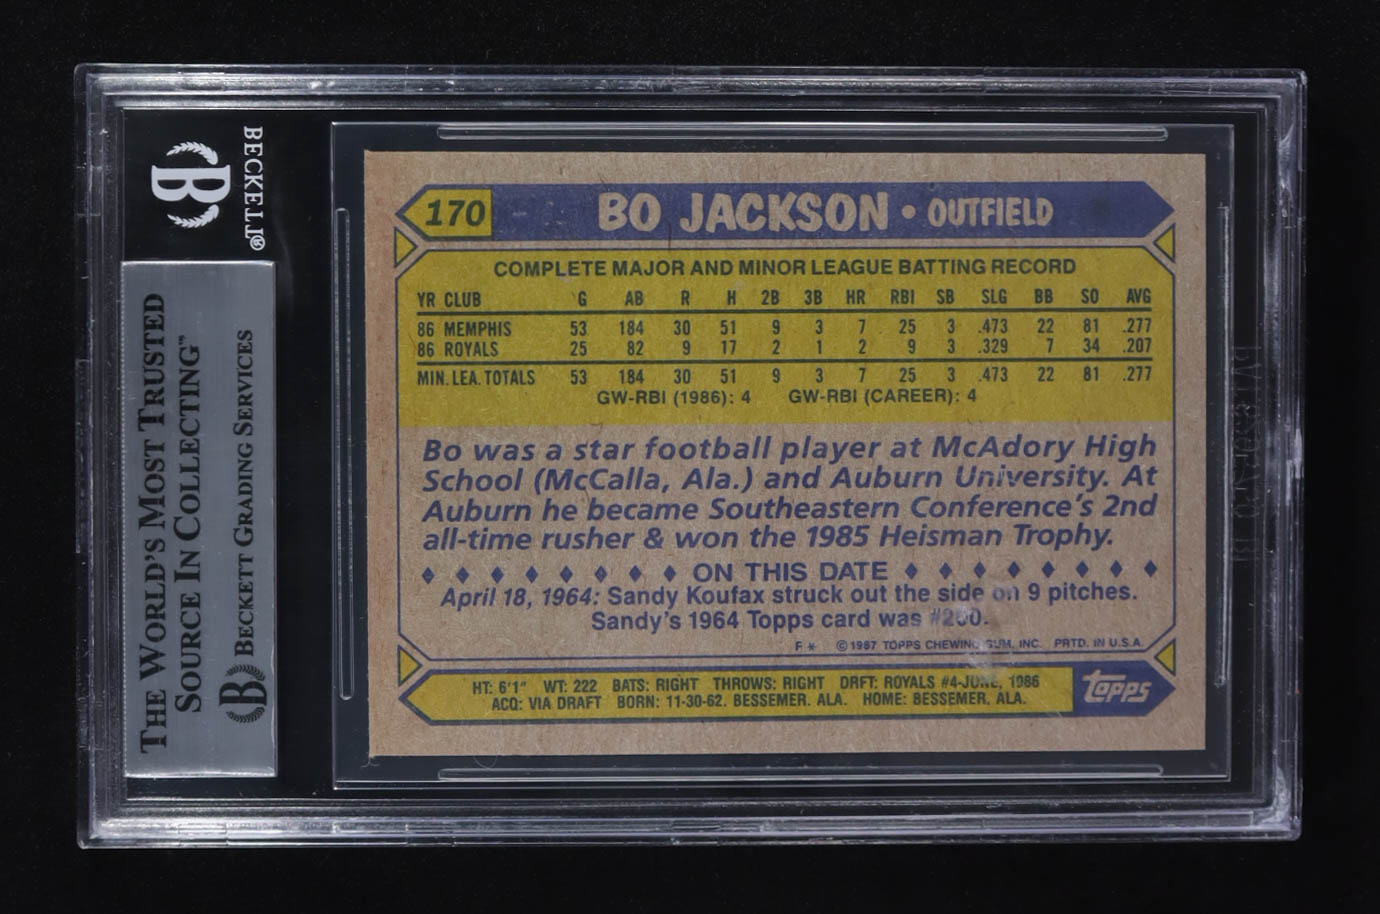 BECKETT®
B
THE WORLD'S MOST TRUSTED
SOURCE IN COLLECTING™
B BECKETT GRADING SERVICES
170 BO JACKSON • OUTFIELD
COMPLETE MAJOR AND MINOR LEAGUE BATTING RECORD
YR CLUB G AB R H 2B 3B HR RBI SB SLG BB SO AVG
86 MEMPHIS 53 184 30 51 9 3 7 25 3 .473 22 81 .277
86 ROYALS 25 82 9 17 2 1 2 9 3 .329 7 34 .207
MIN. LEA. TOTALS 53 184 30 51 9 3 7 25 3 .473 22 81 .277
GW-RBI (1986): 4 GW-RBI (CAREER): 4
Bo was a star football player at McAdory High
School (McCalla, Ala.) and Auburn University. At
Auburn he became Southeastern Conference's 2nd
all-time rusher & won the 1985 Heisman Trophy.
♦ ♦ ♦ ♦ ♦ ♦ ♦ ♦ ON THIS DATE ♦ ♦ ♦ ♦ ♦ ♦ ♦ ♦
April 18, 1964: Sandy Koufax struck out the side on 9 pitches.
Sandy's 1964 Topps card was #200.
F * © 1987 TOPPS CHEWING GUM, INC. PRTD. IN U.S.A.
HT: 6'1" WT: 222 BATS: RIGHT THROWS: RIGHT DRFT: ROYALS #4-JUNE, 1986
ACQ: VIA DRAFT BORN: 11-30-62, BESSEMER, ALA. HOME: BESSEMER, ALA.
topps